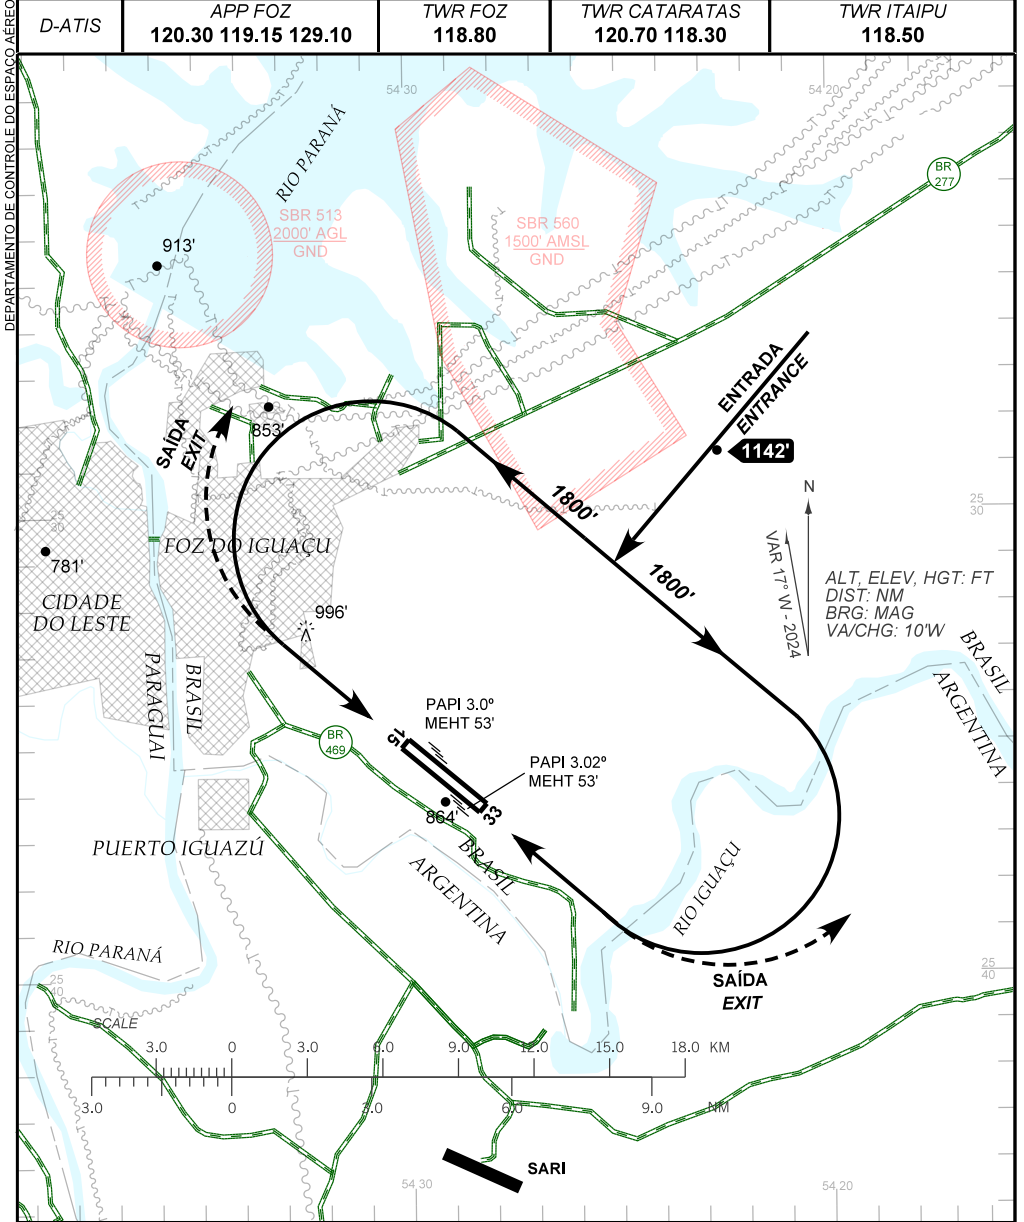 DEPARTAMENTO DE CONTROLE DO ESPAÇO AÉREO
D-ATIS
APP FOZ
120.30 119.15 129.10
TWR FOZ
118.80
TWR CATARATAS
120.70 118.30
TWR ITAIPU
118.50
54 30
54 20
RIO PARANÁ
BR
277
SBR 513
2000' AGL
GND
SBR 560
1500' AMSL
GND
913'
ENTRADA
ENTRANCE
SAÍDA
EXIT
853'
1142'
1800'
N
25
30
25
30
VAR 17° W - 2024
FOZ DO IGUAÇU
781'
1800'
ALT, ELEV, HGT: FT
DIST: NM
BRG: MAG
VA/CHG: 10'W
CIDADE
DO LESTE
996'
BRASIL
ARGENTINA
BRASIL
PARAGUAI
PAPI 3.0º
MEHT 53'
BR
469
15
PAPI 3.02º
MEHT 53'
864'
33
PUERTO IGUAZÚ
BRASIL
ARGENTINA
RIO IGUAÇU
RIO PARANÁ
25
40
25
40
SAÍDA
EXIT
SCALE
3.0 0 3.0 6.0 9.0 12.0 15.0 18.0 KM
3.0 0 3.0 6.0 9.0 NM
SARI
54 30
54 20